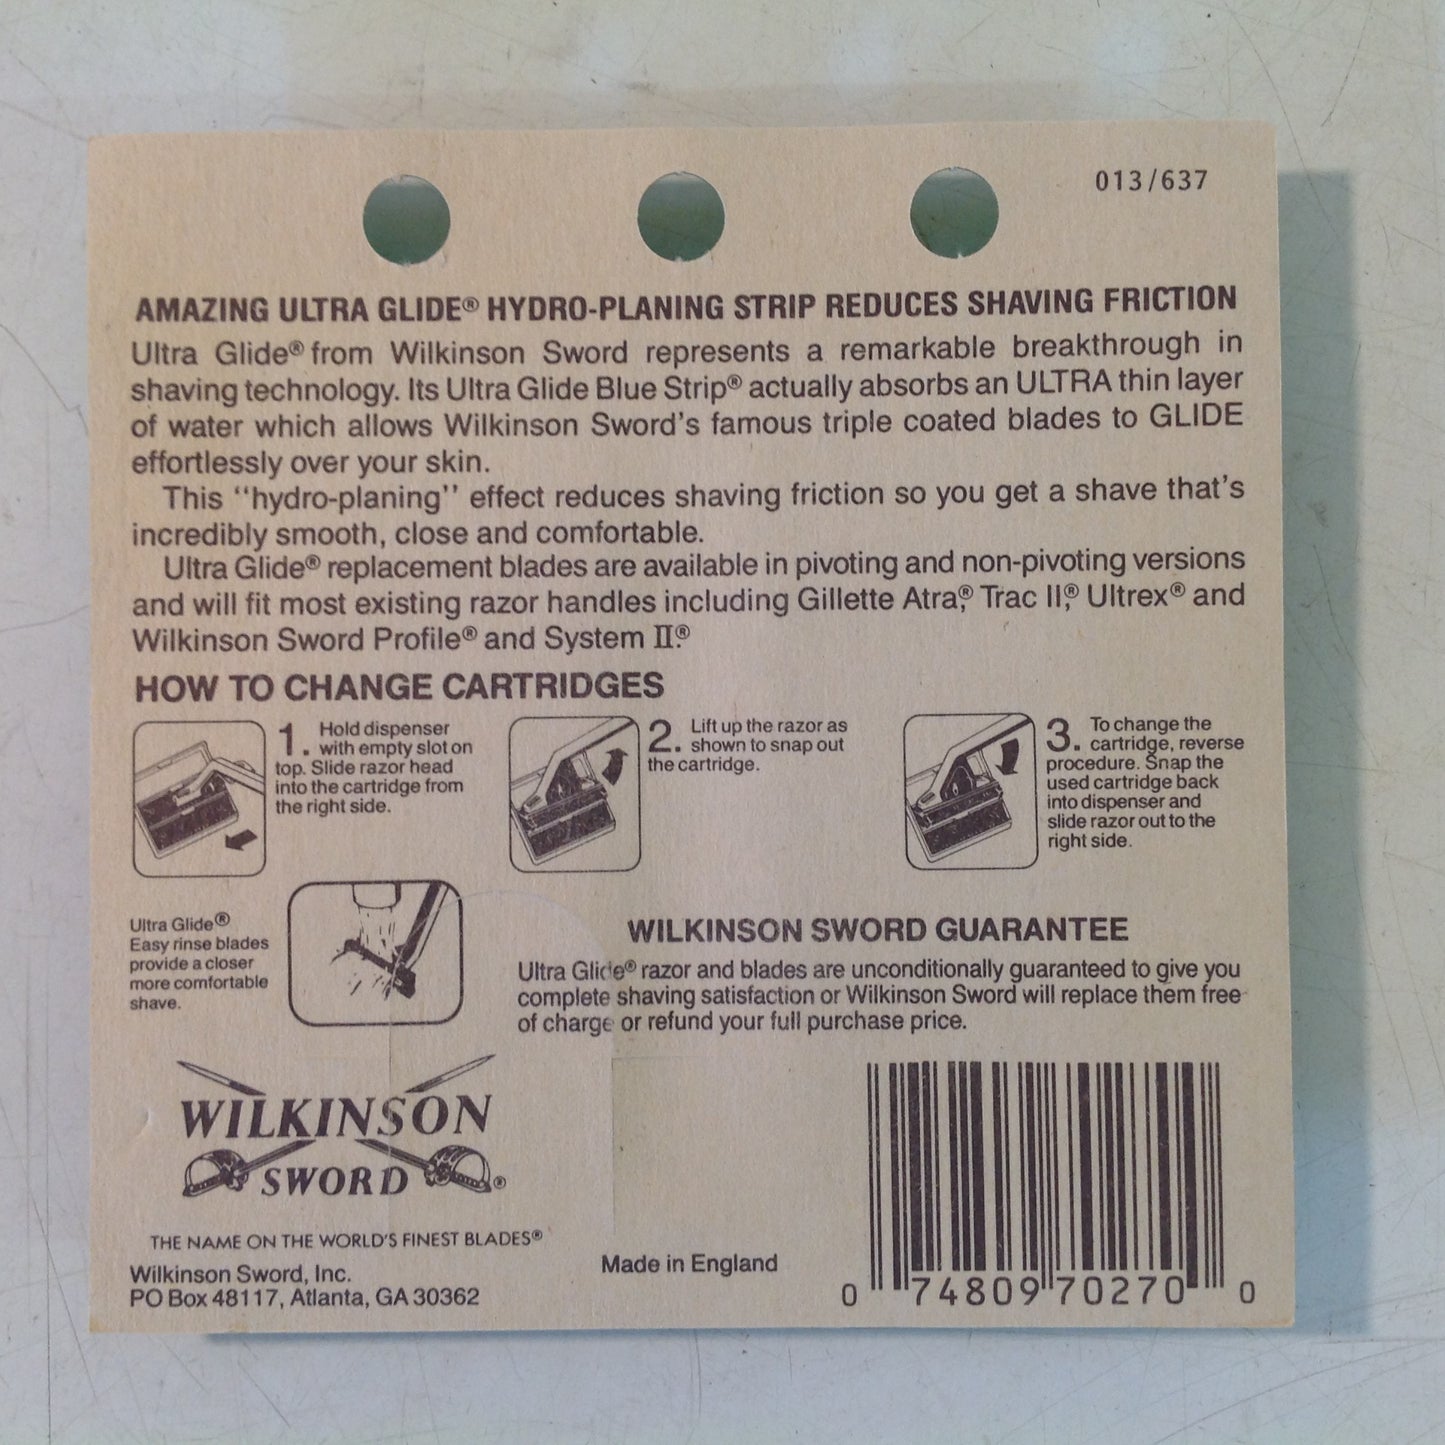 013/637
AMAZING ULTRA GLIDE® HYDRO-PLANING STRIP REDUCES SHAVING FRICTION
Ultra Glide® from Wilkinson Sword represents a remarkable breakthrough in
shaving technology. Its Ultra Glide Blue Strip® actually absorbs an ULTRA thin layer
of water which allows Wilkinson Sword's famous triple coated blades to GLIDE
effortlessly over your skin.
This "hydro-planing" effect reduces shaving friction so you get a shave that's
incredibly smooth, close and comfortable.
Ultra Glide® replacement blades are available in pivoting and non-pivoting versions
and will fit most existing razor handles including Gillette Atra,® Trac II,® Ultrex® and
Wilkinson Sword Profile® and System II.®
HOW TO CHANGE CARTRIDGES
1. Hold dispenser
with empty slot on
top. Slide razor head
into the cartridge from
the right side.
2. Lift up the razor as
shown to snap out
the cartridge.
3. To change the
cartridge, reverse
procedure. Snap the
used cartridge back
into dispenser and
slide razor out to the
right side.
Ultra Glide®
Easy rinse blades
provide a closer
more comfortable
shave.
WILKINSON SWORD GUARANTEE
Ultra Glide® razor and blades are unconditionally guaranteed to give you
complete shaving satisfaction or Wilkinson Sword will replace them free
of charge or refund your full purchase price.
WILKINSON
SWORD®
THE NAME ON THE WORLD'S FINEST BLADES®
Wilkinson Sword, Inc.
PO Box 48117, Atlanta, GA 30362
Made in England
0 74809 70270 0